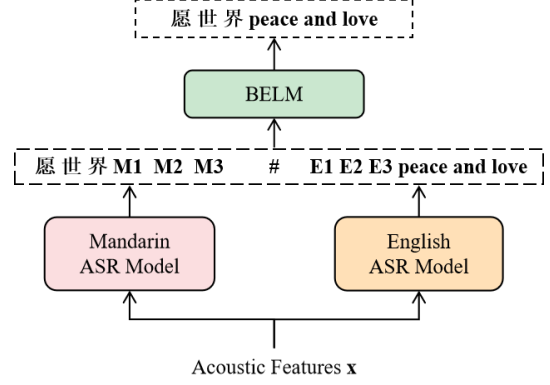 愿 世 界 peace and love
BELM
愿 世 界 M1 M2 M3 # E1 E2 E3 peace and love
Mandarin
ASR Model
English
ASR Model
Acoustic Features x